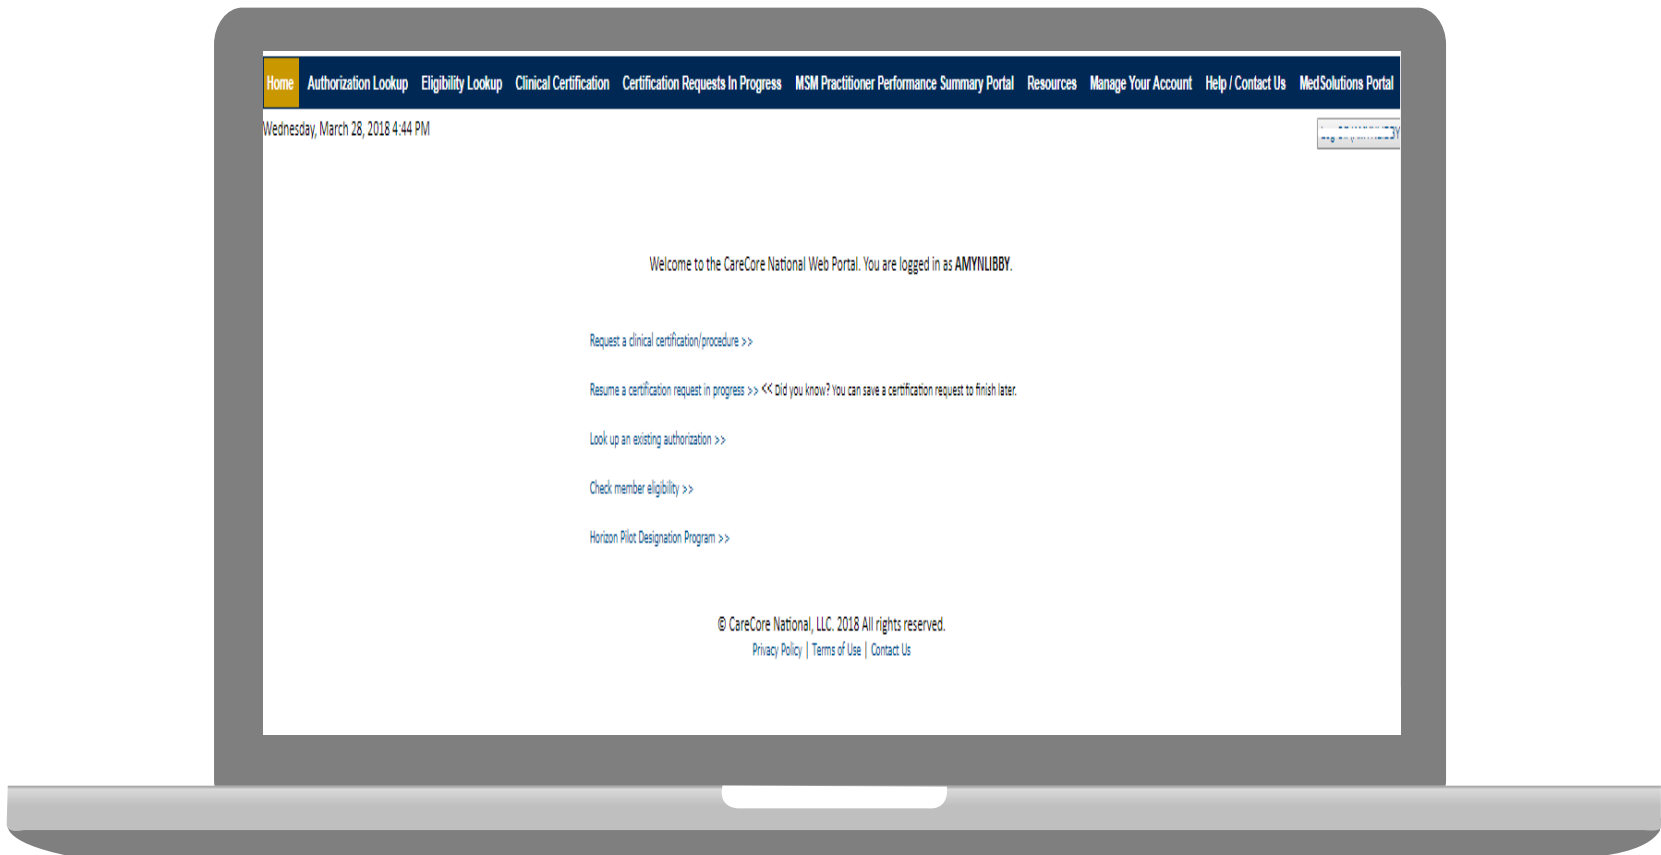 Home Authorization Lookup Eligibility Lookup Clinical Certification Certification Requests In Progress MSM Practitioner Performance Summary Portal Resources Manage Your Account Help / Contact Us MedSolutions Portal
Wednesday, March 28, 2018 4:44 PM
Welcome to the CareCore National Web Portal. You are logged in as AMYNLIBBY.
Request a clinical certification/procedure >>
Resume a certification request in progress >> << Did you know? You can save a certification request to finish later.
Look up an existing authorization >>
Check member eligibility >>
Horizon Pilot Designation Program >>
© CareCore National, LLC. 2018 All rights reserved.
Privacy Policy | Terms of Use | Contact Us